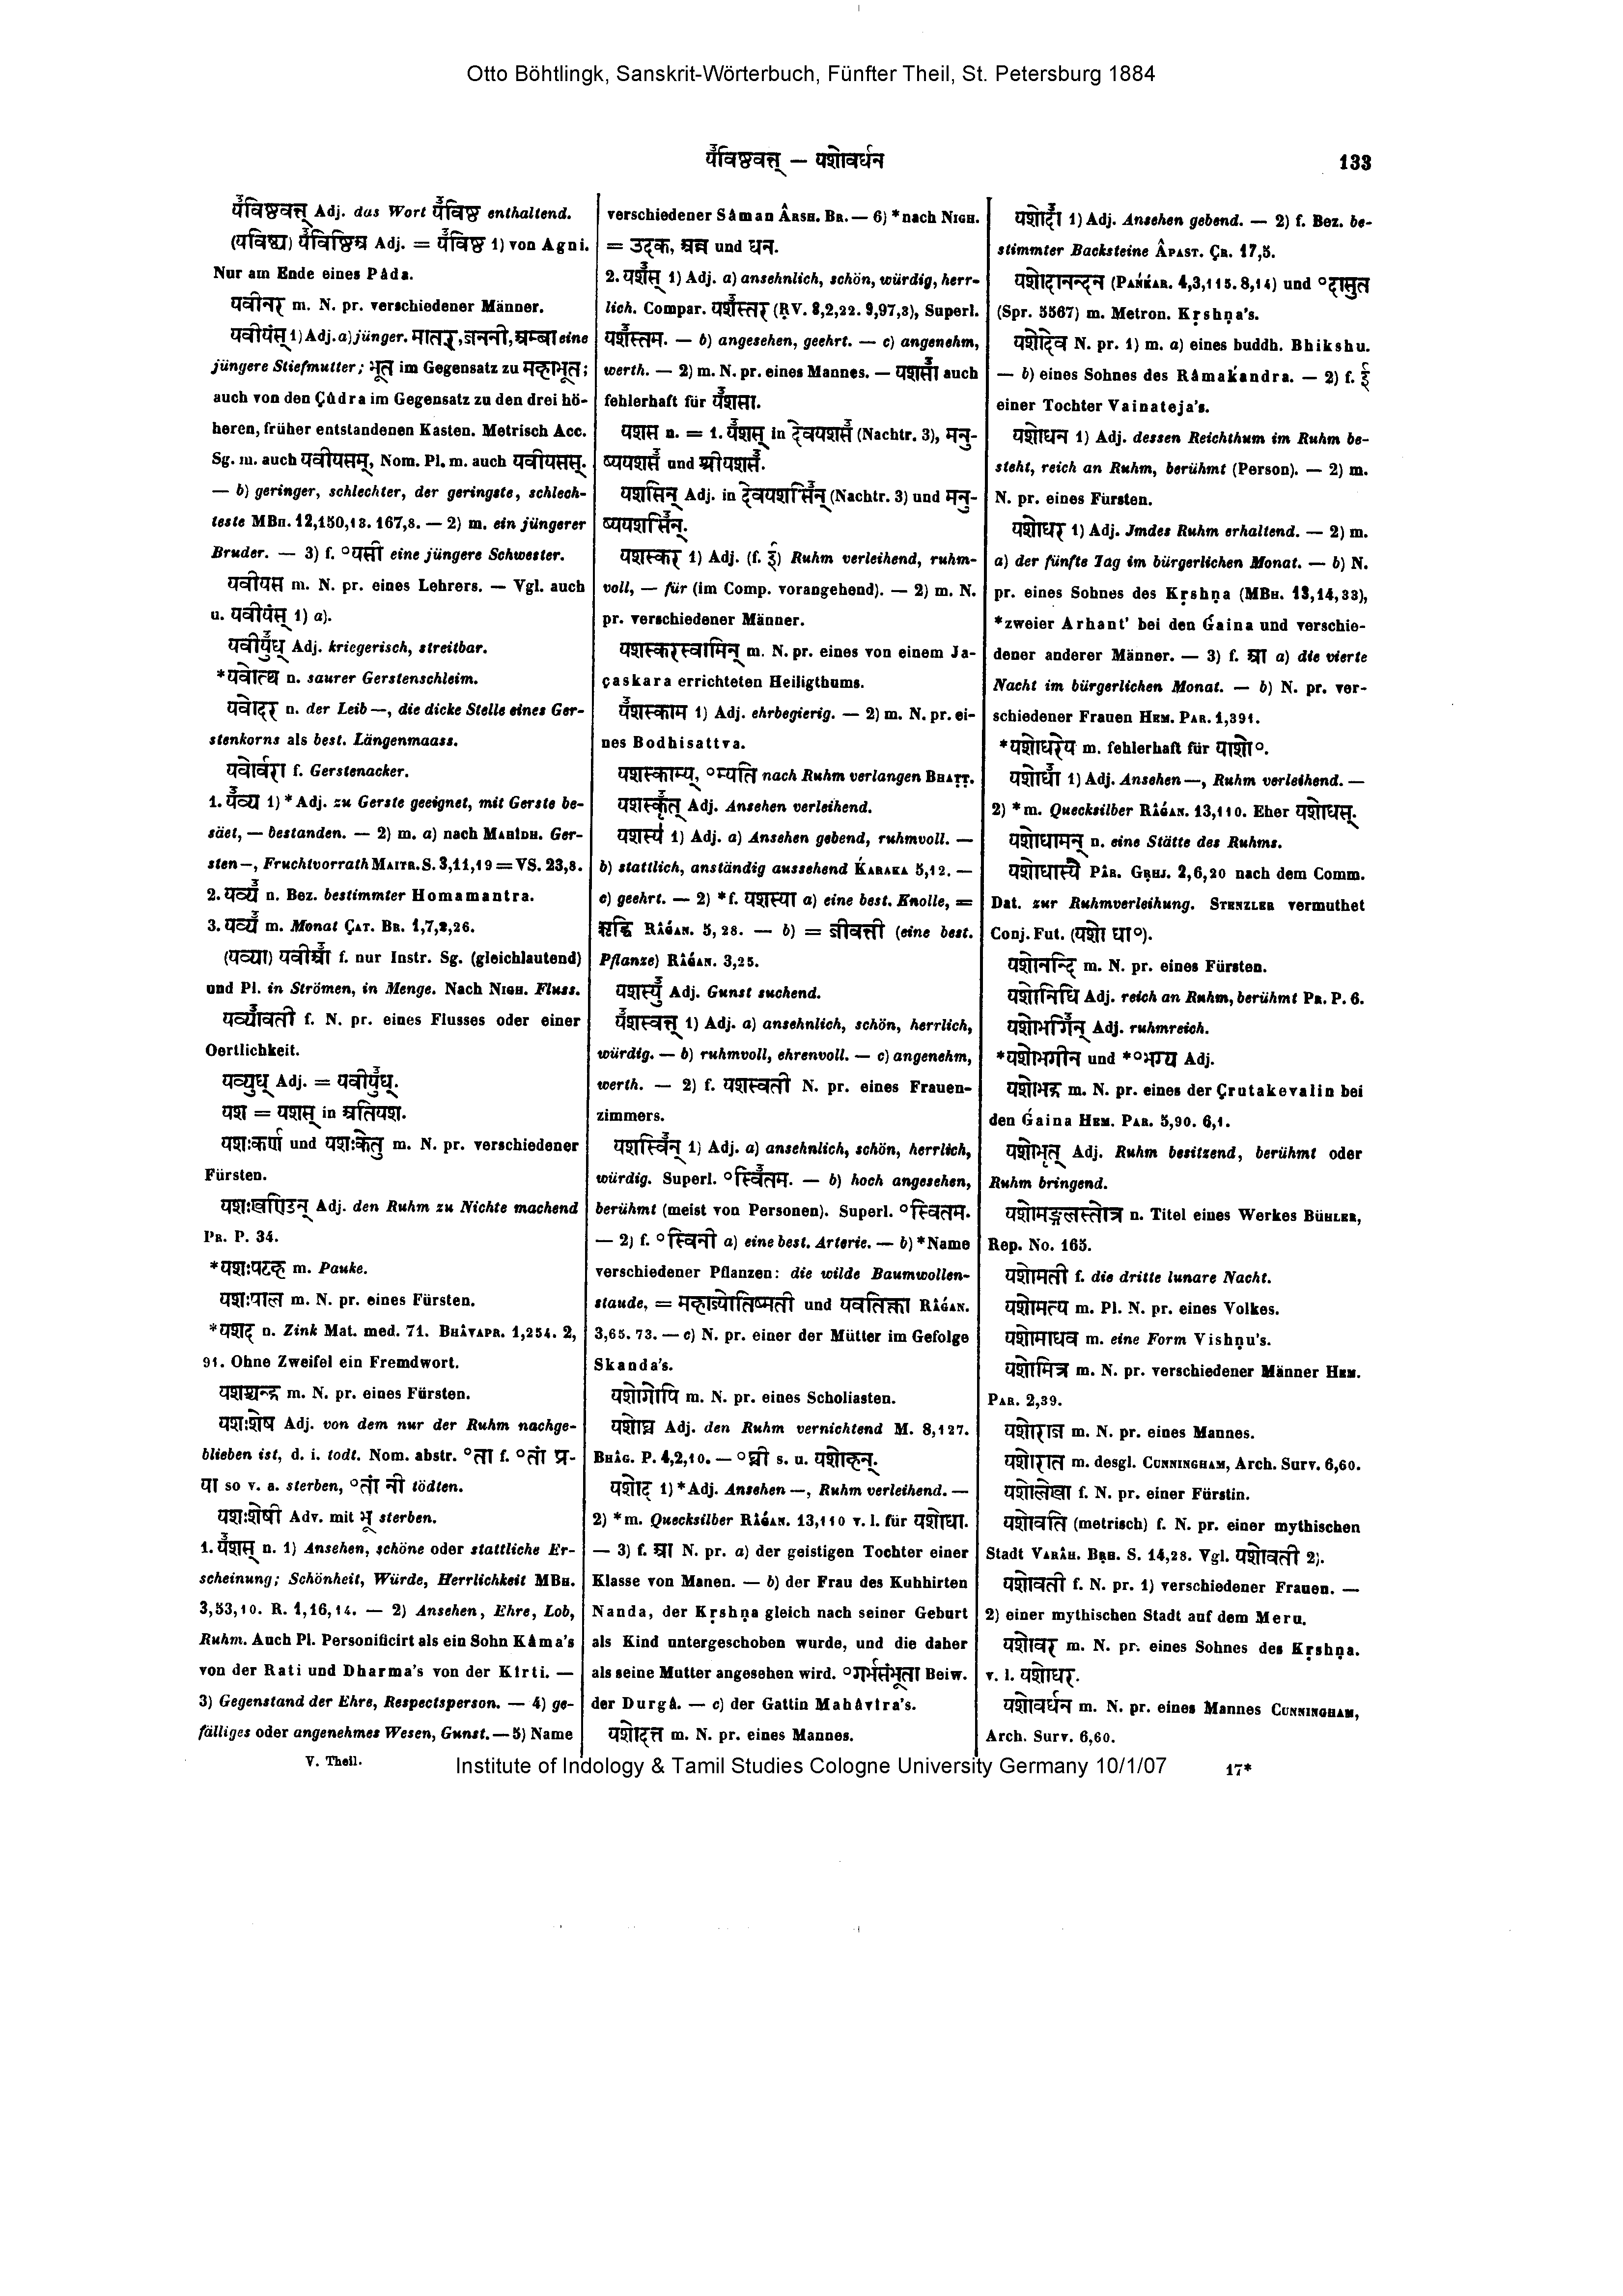 Otto Böhtlingk, Sanskrit-Wörterbuch, Fünfter Theil, St. Petersburg 1884
यविष्ठवत् — यशोवर्धन
133
यविष्ठवत् Adj. das Wort यविष्ठ enthaltend.
(यविष्ठ्य) यविष्ठिअ Adj. = यविष्ठ 1) von Agni.
Nur am Ende eines Pâda.
यवीनर m. N. pr. verschiedener Männer.
यवीयंस् 1) Adj. a) jünger. मातर्, जननी, अम्बा eine
jüngere Stiefmutter; भूत im Gegensatz zu महाभूत;
auch von den Çûdra im Gegensatz zu den drei hö-
heren, früher entstandenen Kasten. Metrisch Acc.
Sg. m. auch यवीयसम्, Nom. Pl. m. auch यवीयसस्.
— b) geringer, schlechter, der geringste, schlech-
teste MBH. 12,150,18. 167,8. — 2) m. ein jüngerer
Bruder. — 3) f. °यसी eine jüngere Schwester.
यवीयस m. N. pr. eines Lehrers. — Vgl. auch
u. यवीयंस् 1) a).
यवीयुध् Adj. kriegerisch, streitbar.
*यवोत्थ n. saurer Gerstenschleim.
यवोदर n. der Leib —, die dicke Stelle eines Ger-
stenkorns als best. Längenmaass.
यवोर्वरा f. Gerstenacker.
1. यव्य 1) * Adj. zu Gerste geeignet, mit Gerste be-
säet, — bestanden. — 2) m. a) nach MAHÎDH. Ger-
sten —, Fruchtvorrath MAITR. S. 3,11,19 = VS. 23,8.
2. यव्य n. Bez. bestimmter Homamantra.
3. यव्य m. Monat ÇAT. BR. 1,7,2,26.
(यव्या) यवीआ f. nur Instr. Sg. (gleichlautend)
und Pl. in Strömen, in Menge. Nach NIGH. Fluss.
यव्यावती f. N. pr. eines Flusses oder einer
Oertlichkeit.
यव्युध् Adj. = यवीयुध्.
यश = यशस् in अतियश.
यशःकर्ण und यशःकेतु m. N. pr. verschiedener
Fürsten.
यशःखण्डिन् Adj. den Ruhm zu Nichte machend
PR. P. 34.
*यशःपटह m. Pauke.
यशःपाल m. N. pr. eines Fürsten.
*यशद n. Zink Mat. med. 71. BHÂVAPR. 1,254. 2,
91. Ohne Zweifel ein Fremdwort.
यशश्चन्द्र m. N. pr. eines Fürsten.
यशःशेष Adj. von dem nur der Ruhm nachge-
blieben ist, d. i. todt. Nom. abstr. °ता f. °तां प्र-
या so v. a. sterben, °तां नी tödten.
यशःशेषी Adv. mit भू sterben.
1. यशस् n. 1) Ansehen, schöne oder stattliche Er-
scheinung; Schönheit, Würde, Herrlichkeit MBH.
3,53,10. R. 1,16,14. — 2) Ansehen, Ehre, Lob,
Ruhm. Auch Pl. Personificirt als ein Sohn Kâma's
von der Rati und Dharma's von der Kîrti. —
3) Gegenstand der Ehre, Respectsperson. — 4) ge-
fälliges oder angenehmes Wesen, Gunst. — 5) Name
verschiedener Sâman ÂRSH. BR. — 6) *nach NIGH.
= उदक, अन्न und धन.
2. यशस् 1) Adj. a) ansehnlich, schön, würdig, herr-
lich. Compar. यशस्तर (ṚV. 8,2,22. 9,97,3), Superl.
यशस्तम. — b) angesehen, geehrt. — c) angenehm,
werth. — 2) m. N. pr. eines Mannes. — यशसा auch
fehlerhaft für यशसा.
यशस n. = 1. यशस् in देवयशस (Nachtr. 3), मनु-
ष्ययशस und श्रीयशस.
यशसिन् Adj. in देवयशसिन् (Nachtr. 3) und मनु-
ष्ययशसिन्.
यशस्कर 1) Adj. (f. ई) Ruhm verleihend, ruhm-
voll, — für (im Comp. vorangehend). — 2) m. N.
pr. verschiedener Männer.
यशस्करस्वामिन् m. N. pr. eines von einem Ja-
çaskara errichteten Heiligthums.
यशस्काम 1) Adj. ehrbegierig. — 2) m. N. pr. ei-
nes Bodhisattva.
यशस्काम्य्, °म्यति nach Ruhm verlangen BHAṬṬ.
यशस्कृत् Adj. Ansehen verleihend.
यशस्य 1) Adj. a) Ansehen gebend, ruhmvoll. —
b) stattlich, anständig aussehend ḰARAKA 5,12. —
c) geehrt. — 2) *f. यशस्या a) eine best. Knolle, =
ऋद्धि RÂǴAN. 5,28. — b) = जीवन्ती (eine best.
Pflanze) RÂǴAN. 3,25.
यशस्यु Adj. Gunst suchend.
यशस्वत् 1) Adj. a) ansehnlich, schön, herrlich,
würdig. — b) ruhmvoll, ehrenvoll. — c) angenehm,
werth. — 2) f. यशस्वती N. pr. eines Frauen-
zimmers.
यशस्विन् 1) Adj. a) ansehnlich, schön, herrlich,
würdig. Superl. °स्वितम. — b) hoch angesehen,
berühmt (meist von Personen). Superl. °स्वितम.
— 2) f. °स्विनी a) eine best. Arterie. — b) *Name
verschiedener Pflanzen: die wilde Baumwollen-
staude, = महाज्योतिष्मती und यवतिक्ता RÂǴAN.
3,65. 73. — c) N. pr. einer der Mütter im Gefolge
Skanda's.
यशोगोपि m. N. pr. eines Scholiasten.
यशोघ्न Adj. den Ruhm vernichtend M. 8,127.
BHÂG. P. 4,2,10. — °घ्नी s. u. यशोहन्.
यशोद 1) *Adj. Ansehen —, Ruhm verleihend. —
2) *m. Quecksilber RÂǴAN. 13,110 v. l. für यशोधा.
— 3) f. आ N. pr. a) der geistigen Tochter einer
Klasse von Manen. — b) der Frau des Kuhhirten
Nanda, der Kṛshṇa gleich nach seiner Geburt
als Kind untergeschoben wurde, und die daher
als seine Mutter angesehen wird. °गर्भसंभूता Beiw.
der Durgâ. — c) der Gattin Mahâvîra's.
यशोदत्त m. N. pr. eines Mannes.
यशोदा 1) Adj. Ansehen gebend. — 2) f. Bez. be-
stimmter Backsteine ÂPAST. ÇR. 17,5.
यशोदानन्दन (PAŃḰAR. 4,3,115. 8,14) und °दासुत
(Spr. 5567) m. Metron. Kṛshṇa's.
यशोदेव N. pr. 1) m. a) eines buddh. Bhikshu.
— b) eines Sohnes des Râmaḱandra. — 2) f. ई
einer Tochter Vainateja's.
यशोधन 1) Adj. dessen Reichthum im Ruhm be-
steht, reich an Ruhm, berühmt (Person). — 2) m.
N. pr. eines Fürsten.
यशोधर 1) Adj. Jmdes Ruhm erhaltend. — 2) m.
a) der fünfte Tag im bürgerlichen Monat. — b) N.
pr. eines Sohnes des Kṛshṇa (MBH. 13,14,33),
*zweier Arhant' bei den Ǵaina und verschie-
dener anderer Männer. — 3) f. आ a) die vierte
Nacht im bürgerlichen Monat. — b) N. pr. ver-
schiedener Frauen HEM. PAR. 1,391.
*यशोधरेय m. fehlerhaft für याशो°.
यशोधा 1) Adj. Ansehen —, Ruhm verleihend. —
2) *m. Quecksilber RÂǴAN. 13,110. Eher यशोधस्.
यशोधामन् n. eine Stätte des Ruhms.
यशोधास्यै PÂR. GṚHJ. 2,6,20 nach dem Comm.
Dat. zur Ruhmverleihung. STENZLER vermuthet
Conj. Fut. (यशो धा°).
यशोनन्दि m. N. pr. eines Fürsten.
यशोनिधि Adj. reich an Ruhm, berühmt PR. P. 6.
यशोभगिन् Adj. ruhmreich.
*यशोभगीन und *°भग्य Adj.
यशोभद्र m. N. pr. eines der Çrutakevalin bei
den Ǵaina HEM. PAR. 5,90. 6,1.
यशोभृत् Adj. Ruhm besitzend, berühmt oder
Ruhm bringend.
यशोमङ्गलस्तोत्र n. Titel eines Werkes BÜHLER,
Rep. No. 165.
यशोमती f. die dritte lunare Nacht.
यशोमत्य m. Pl. N. pr. eines Volkes.
यशोमाधव m. eine Form Vishṇu's.
यशोमित्र m. N. pr. verschiedener Männer HEM.
PAR. 2,39.
यशोराज m. N. pr. eines Mannes.
यशोरात m. desgl. CUNNINGHAM, Arch. Surv. 6,60.
यशोलेखा f. N. pr. einer Fürstin.
यशोवति (metrisch) f. N. pr. einer mythischen
Stadt VARÂH. BṚH. S. 14,28. Vgl. यशोवती 2).
यशोवती f. N. pr. 1) verschiedener Frauen. —
2) einer mythischen Stadt auf dem Meru.
यशोवर m. N. pr. eines Sohnes des Kṛshṇa.
v. l. यशोधर.
यशोवर्धन m. N. pr. eines Mannes CUNNINGHAM,
Arch. Surv. 6,60.
V. Theil.
Institute of Indology & Tamil Studies Cologne University Germany 10/1/07
17*